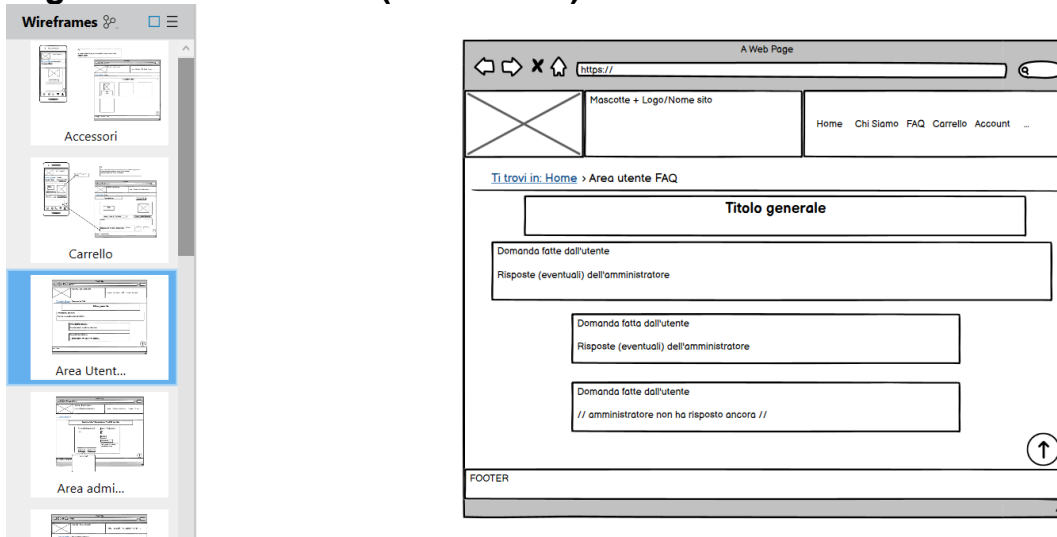 Wireframes
Accessori
Carrello
Area Utent...
Area admi...
A Web Page
https://
Mascotte + Logo/Nome sito
Home Chi Siamo FAQ Carrello Account ...
Ti trovi in: Home > Area utente FAQ
Titolo generale
Domanda fatte dall'utente
Risposte (eventuali) dell'amministratore
Domanda fatta dall'utente
Risposte (eventuali) dell'amministratore
Domanda fatte dall'utente
// amministratore non ha risposto ancora //
FOOTER